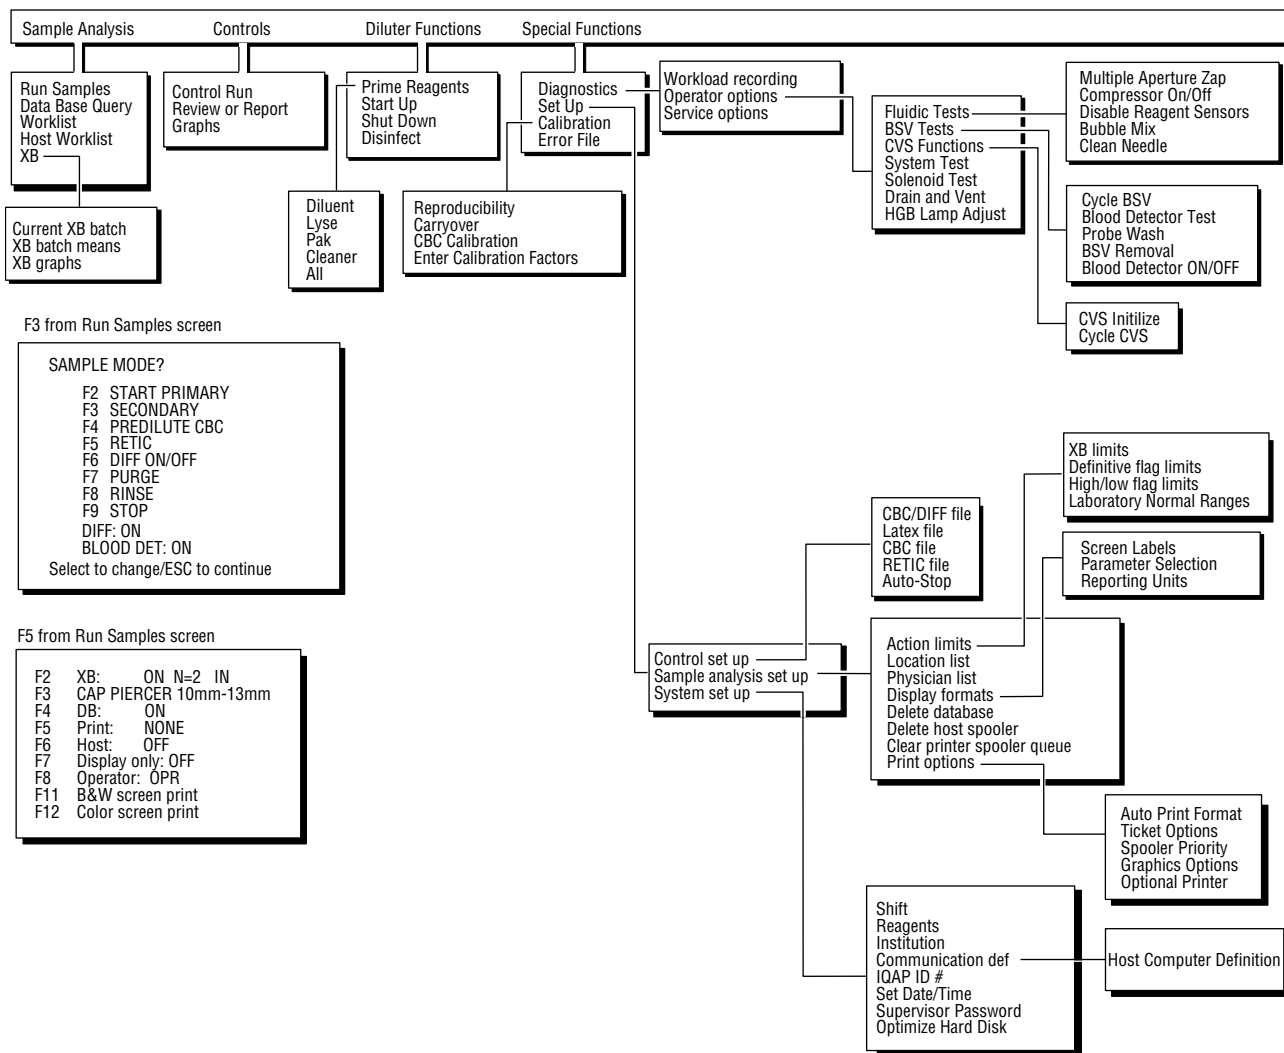 Sample Analysis
Controls
Diluter Functions
Special Functions
Run Samples
Data Base Query
Worklist
Host Worklist
XB
Current XB batch
XB batch means
XB graphs
Control Run
Review or Report
Graphs
Prime Reagents
Start Up
Shut Down
Disinfect
Diluent
Lyse
Pak
Cleaner
All
Diagnostics
Set Up
Calibration
Error File
Reproducibility
Carryover
CBC Calibration
Enter Calibration Factors
Workload recording
Operator options
Service options
Fluidic Tests
BSV Tests
CVS Functions
System Test
Solenoid Test
Drain and Vent
HGB Lamp Adjust
Multiple Aperture Zap
Compressor On/Off
Disable Reagent Sensors
Bubble Mix
Clean Needle
Cycle BSV
Blood Detector Test
Probe Wash
BSV Removal
Blood Detector ON/OFF
CVS Initilize
Cycle CVS
F3 from Run Samples screen
SAMPLE MODE?
F2 START PRIMARY
F3 SECONDARY
F4 PREDILUTE CBC
F5 RETIC
F6 DIFF ON/OFF
F7 PURGE
F8 RINSE
F9 STOP
DIFF: ON
BLOOD DET: ON
Select to change/ESC to continue
F5 from Run Samples screen
F2 XB: ON N=2 IN
F3 CAP PIERCER 10mm-13mm
F4 DB: ON
F5 Print: NONE
F6 Host: OFF
F7 Display only: OFF
F8 Operator: OPR
F11 B&W screen print
F12 Color screen print
Control set up
Sample analysis set up
System set up
CBC/DIFF file
Latex file
CBC file
RETIC file
Auto-Stop
Action limits
Location list
Physician list
Display formats
Delete database
Delete host spooler
Clear printer spooler queue
Print options
XB limits
Definitive flag limits
High/low flag limits
Laboratory Normal Ranges
Screen Labels
Parameter Selection
Reporting Units
Auto Print Format
Ticket Options
Spooler Priority
Graphics Options
Optional Printer
Shift
Reagents
Institution
Communication def
IQAP ID #
Set Date/Time
Supervisor Password
Optimize Hard Disk
Host Computer Definition